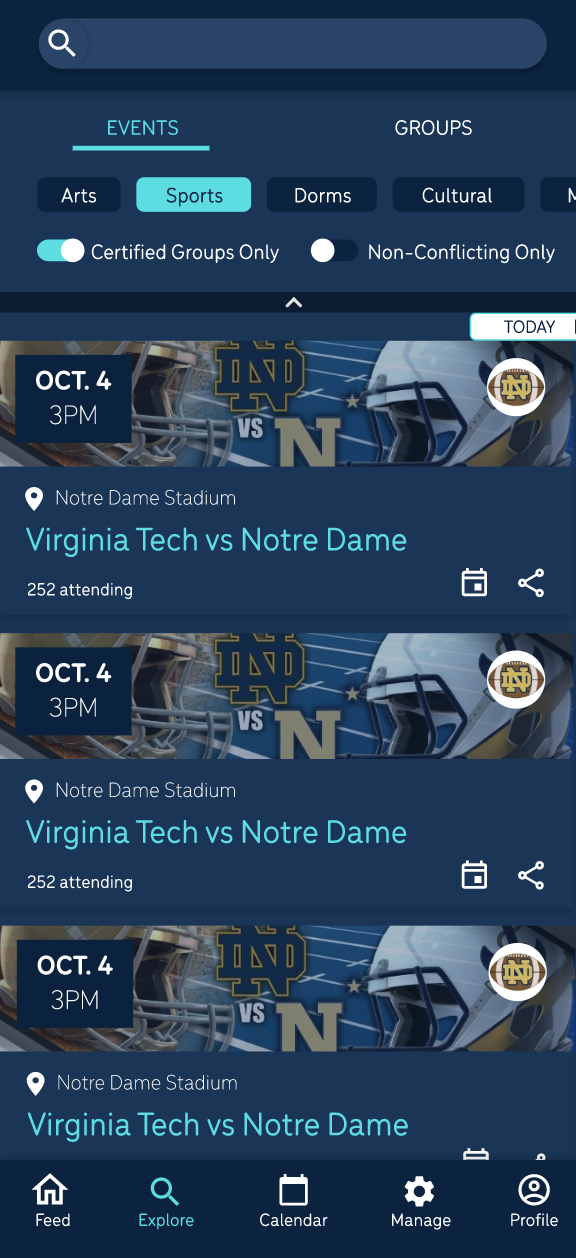 EVENTS GROUPS
Arts Sports Dorms Cultural
Certified Groups Only Non-Conflicting Only
TODAY
OCT. 4
3PM
ND
VS
N
ND
Notre Dame Stadium
Virginia Tech vs Notre Dame
252 attending
OCT. 4
3PM
ND
VS
N
ND
Notre Dame Stadium
Virginia Tech vs Notre Dame
252 attending
OCT. 4
3PM
ND
VS
N
ND
Notre Dame Stadium
Virginia Tech vs Notre Dame
Feed Explore Calendar Manage Profile